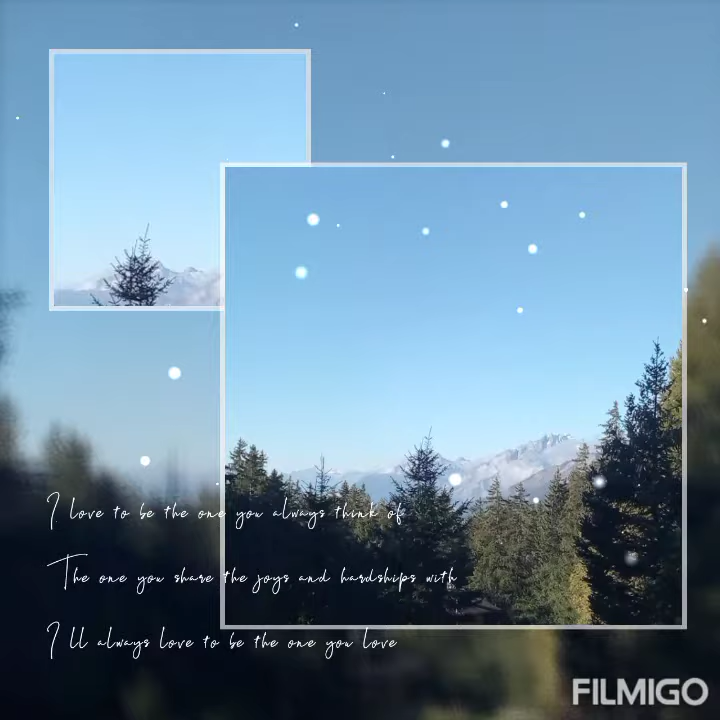 I love to be the one you always think of
The one you share the joys and hardships with
I ll always love to be the one you love
FILMIGO